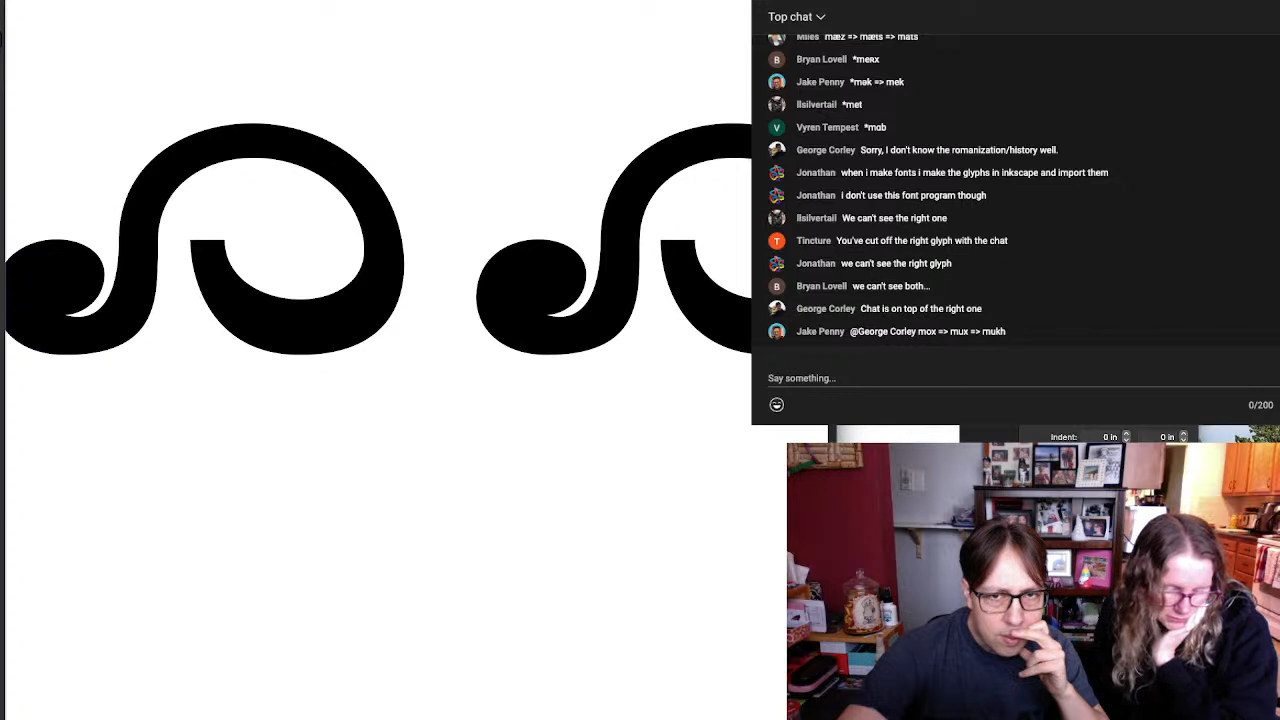 Top chat
Miles mæz => mæts => mats
B Bryan Lovell *meʀx
Jake Penny *mək => mek
llsilvertail *met
V Vyren Tempest *mɑb
George Corley Sorry, I don't know the romanization/history well.
Jonathan when i make fonts i make the glyphs in inkscape and import them
Jonathan i don't use this font program though
llsilvertail We can't see the right one
T Tincture You've cut off the right glyph with the chat
Jonathan we can't see the right glyph
B Bryan Lovell we can't see both...
George Corley Chat is on top of the right one
Jake Penny @George Corley mox => mux => mukh
Say something...
0/200
Indent: 0 in 0 in